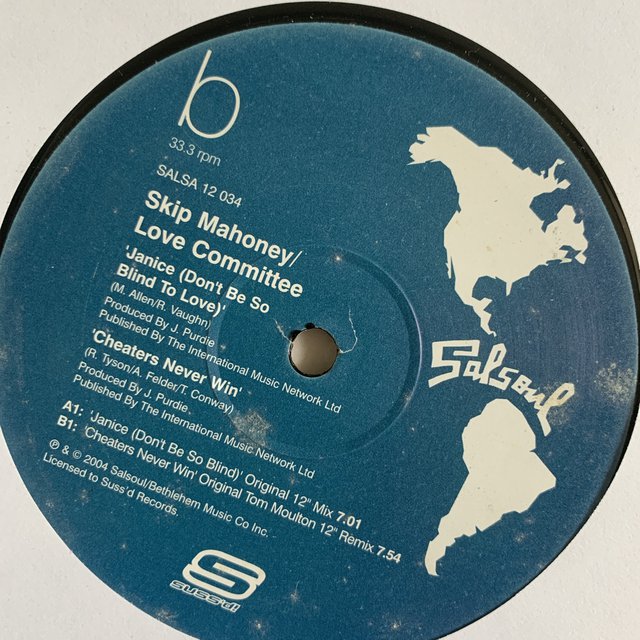 b
33.3 rpm
SALSA 12 034
Skip Mahoney/
Love Committee
'Janice (Don't Be So
Blind To Love)'
(M. Allen/R. Vaughn)
Produced By J. Purdie
Published By The International Music Network Ltd
'Cheaters Never Win'
(R. Tyson/A. Felder/T. Conway)
Produced By J. Purdie
Published By The International Music Network Ltd
A1: 'Janice (Don't Be So Blind)' Original 12" Mix 7.01
B1: 'Cheaters Never Win' Original Tom Moulton 12" Remix 7.54
℗ & © 2004 Salsoul/Bethlehem Music Co Inc.
Licensed to Suss'd Records.
Salsoul
suss'd!